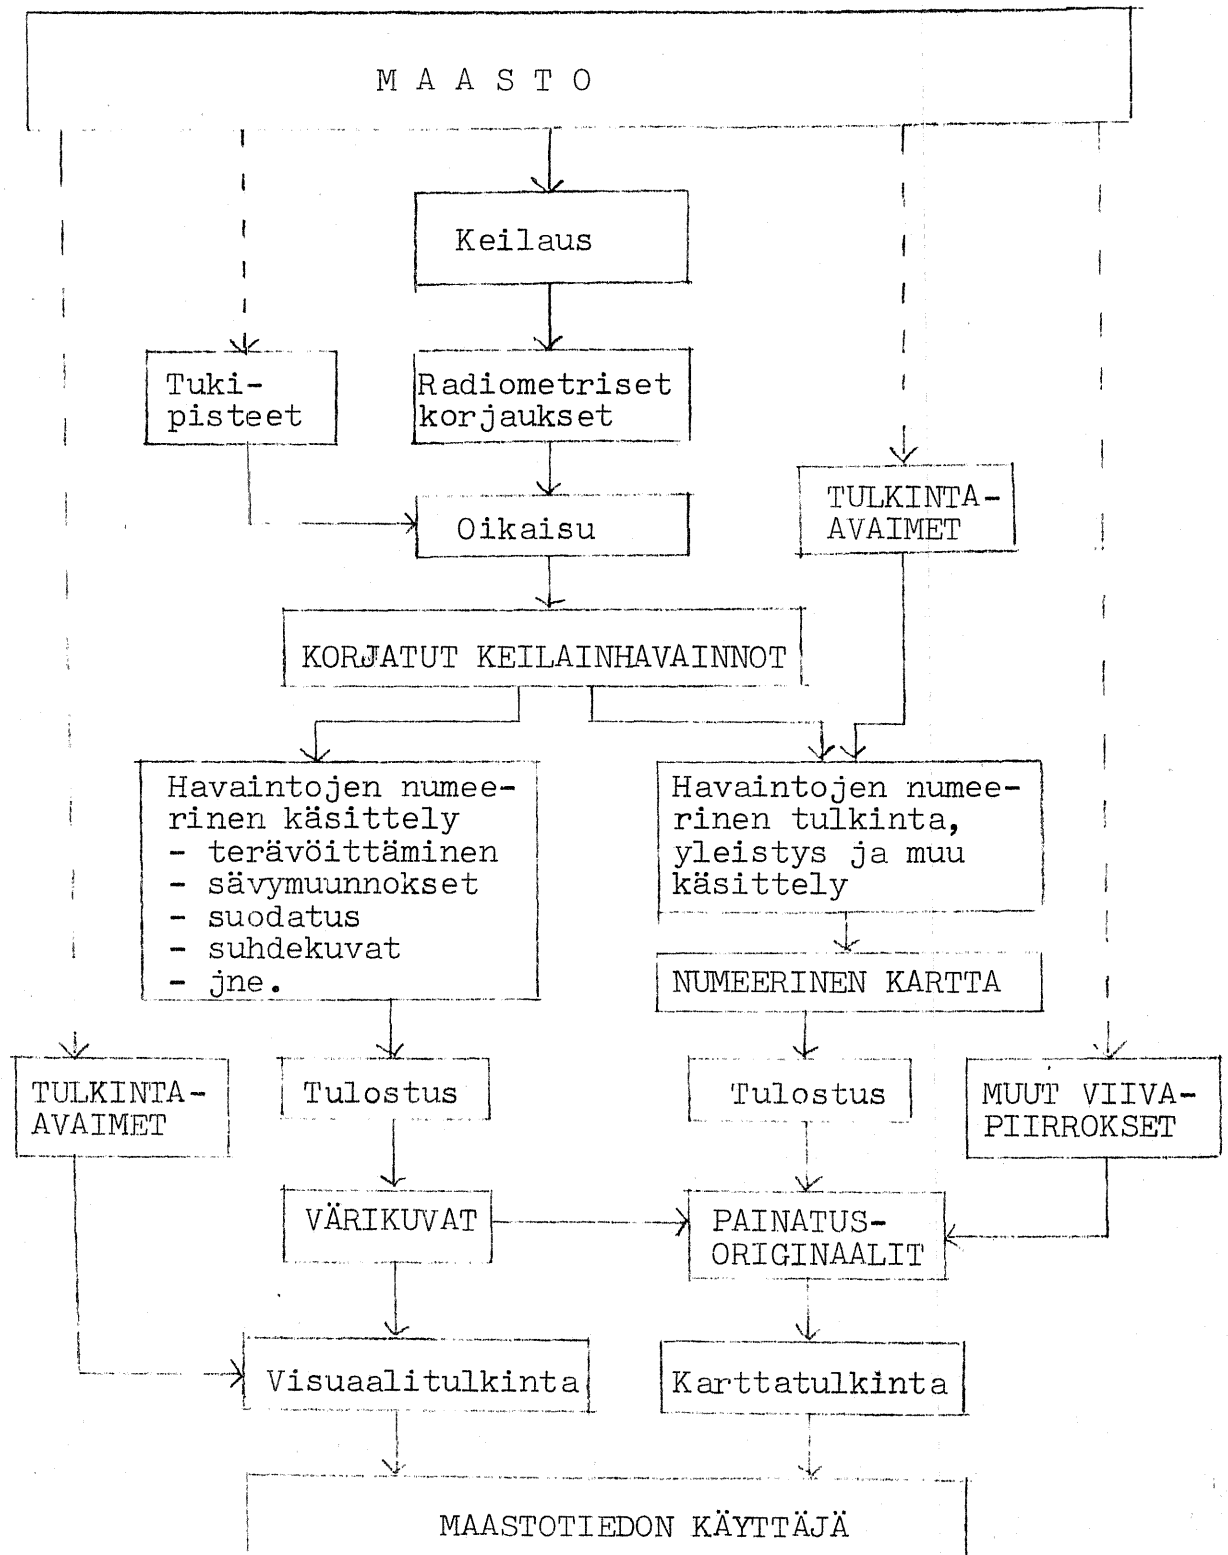 M A A S T O
Keilaus
Tuki-
pisteet
Radiometriset
korjaukset
Oikaisu
TULKINTA-
AVAIMET
KORJATUT KEILAINHAVAINNOT
Havaintojen numee-
rinen käsittely
- terävöittäminen
- sävymuunnokset
- suodatus
- suhdekuvat
- jne.
Havaintojen numee-
rinen tulkinta,
yleistys ja muu
käsittely
NUMEERINEN KARTTA
TULKINTA-
AVAIMET
Tulostus
Tulostus
MUUT VIIVA-
PIIRROKSET
VÄRIKUVAT
PAINATUS-
ORIGINAALIT
Visuaalitulkinta
Karttatulkinta
MAASTOTIEDON KÄYTTÄJÄ